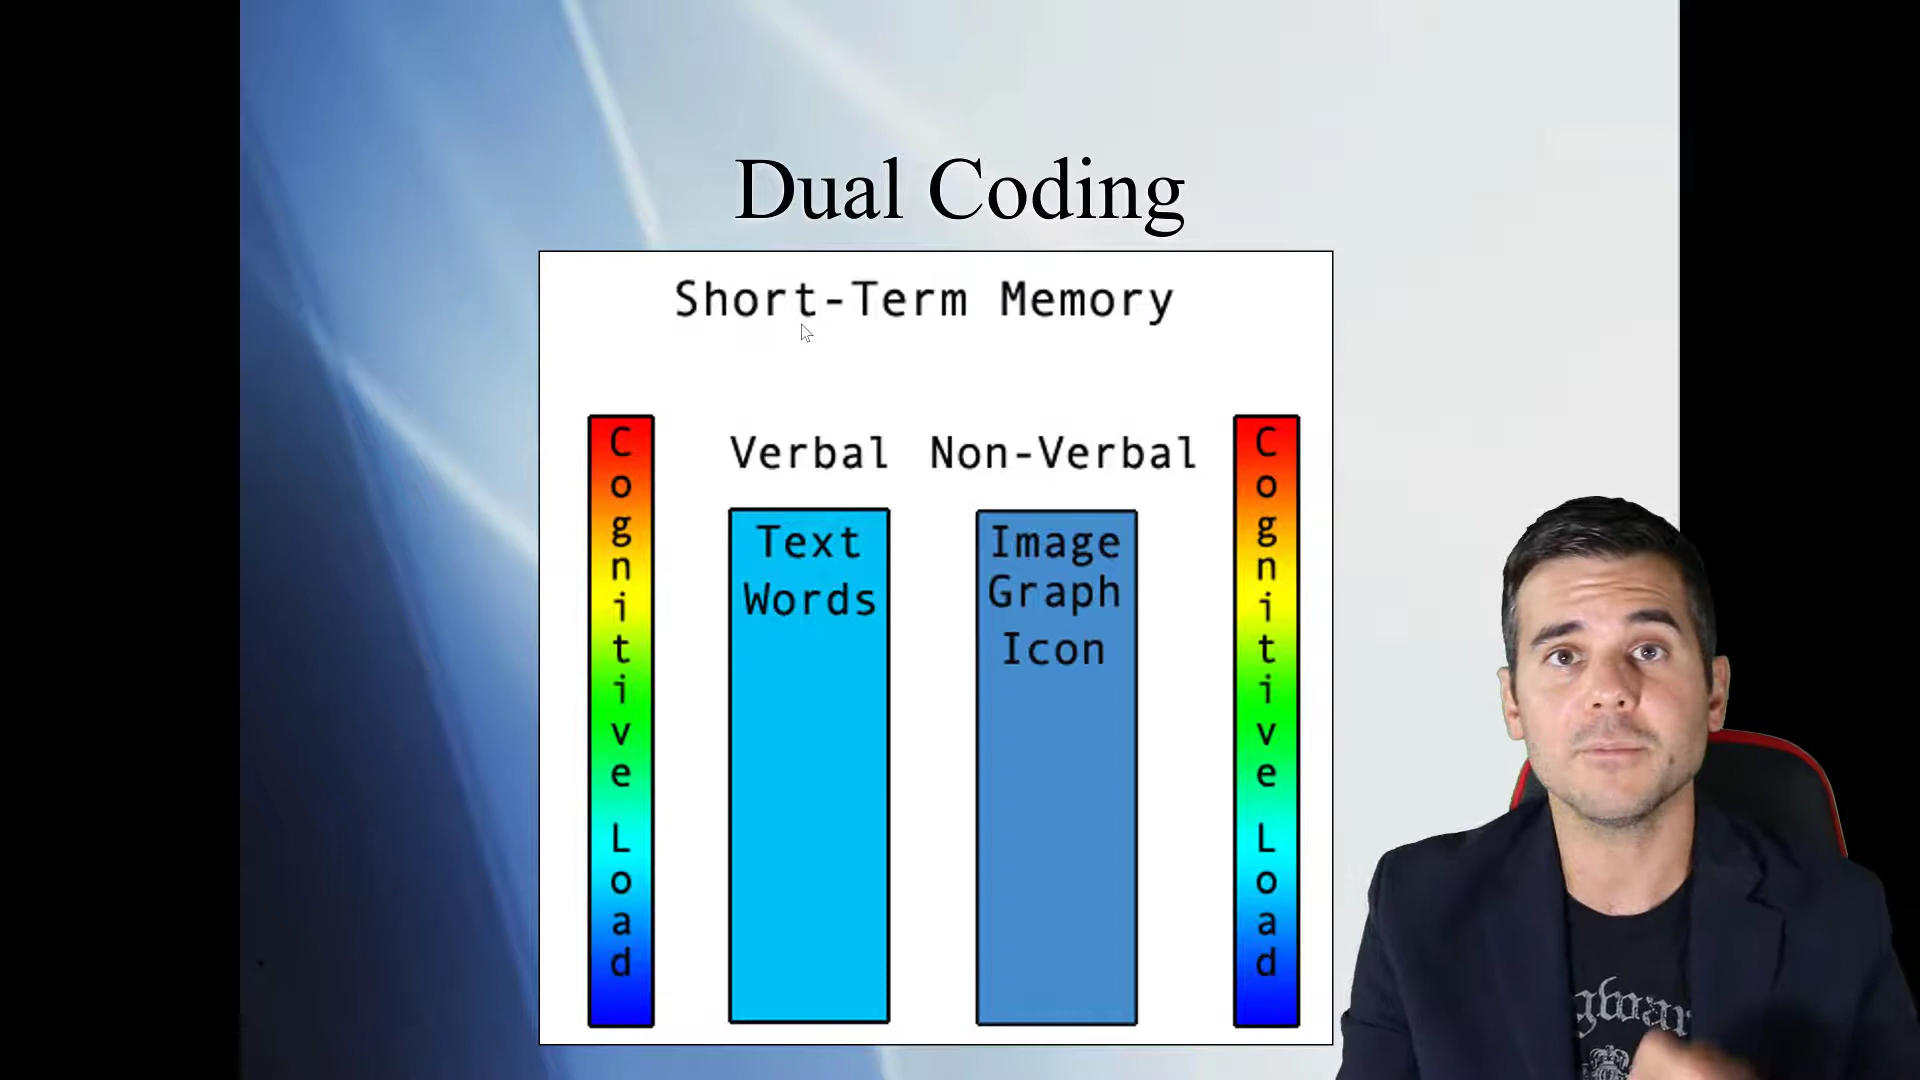 Dual Coding
Short-Term Memory
Verbal Non-Verbal
Cognitive Load
Text
Words
Image
Graph
Icon
Cognitive Load